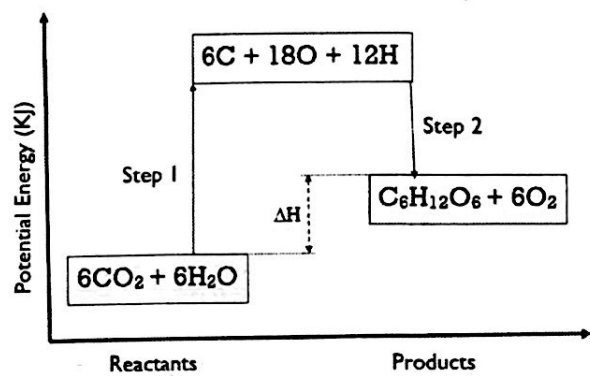 6C + 18O + 12H
Step 2
Step 1
C₆H₁₂O₆ + 6O₂
ΔH
6CO₂ + 6H₂O
Potential Energy (KJ)
Reactants
Products